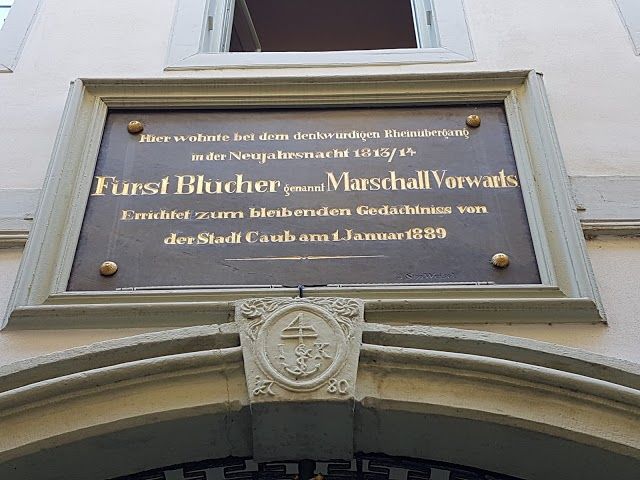 Hier wohnte bei dem denkwürdigen Rheinübergang
in der Neujahrsnacht 1813/14
Fürst Blücher genannt Marschall Vorwärts
Errichtet zum bleibenden Gedächtniss von
der Stadt Caub am 1. Januar 1889
I K
80